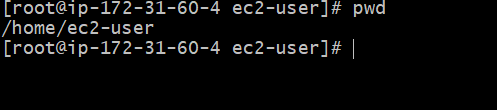 [root@ip-172-31-60-4 ec2-user]# pwd
/home/ec2-user
[root@ip-172-31-60-4 ec2-user]#